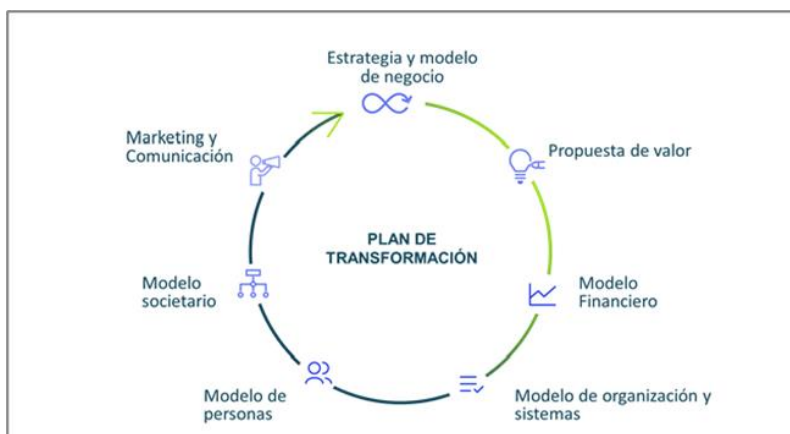 Estrategia y modelo
de negocio
Propuesta de valor
Modelo
Financiero
Modelo de organización y
sistemas
Modelo de
personas
Modelo
societario
Marketing y
Comunicación
PLAN DE
TRANSFORMACIÓN